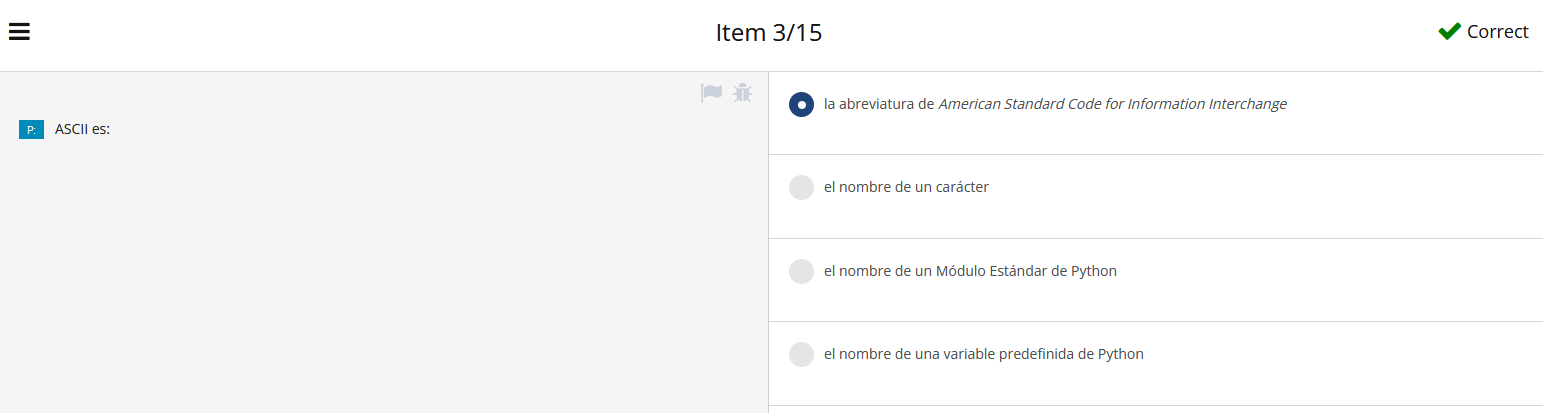 Item 3/15
Correct
P: ASCII es:
la abreviatura de American Standard Code for Information Interchange
el nombre de un carácter
el nombre de un Módulo Estándar de Python
el nombre de una variable predefinida de Python